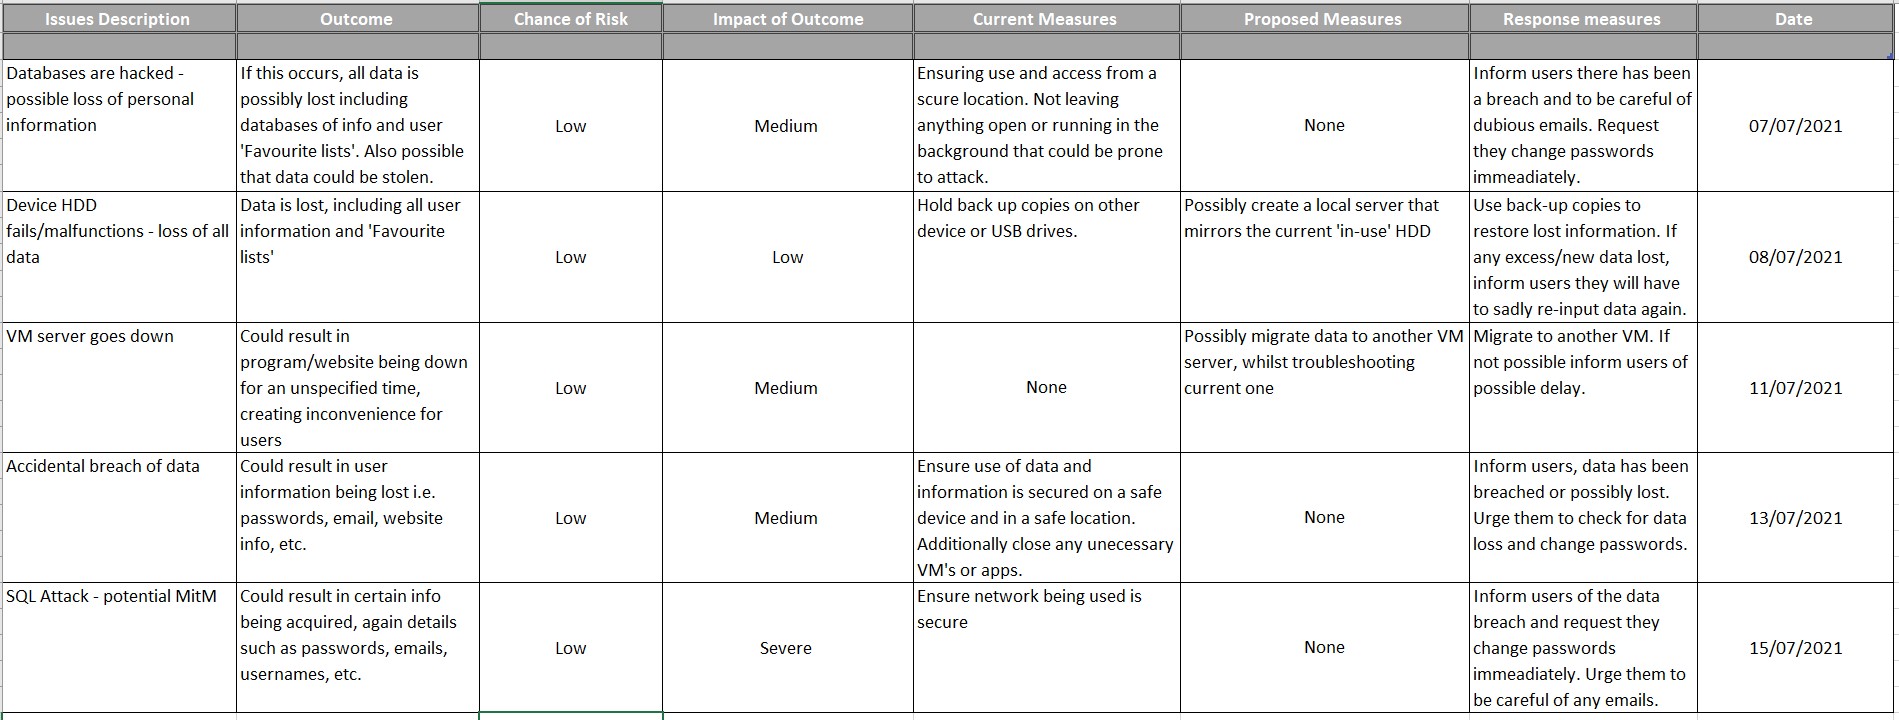 Issues Description
Outcome
Chance of Risk
Impact of Outcome
Current Measures
Proposed Measures
Response measures
Date
Databases are hacked -
possible loss of personal
information
If this occurs, all data is
possibly lost including
databases of info and user
'Favourite lists'. Also possible
that data could be stolen.
Low
Medium
Ensuring use and access from a
scure location. Not leaving
anything open or running in the
background that could be prone
to attack.
None
Inform users there has been
a breach and to be careful of
dubious emails. Request
they change passwords
immeadiately.
07/07/2021
Device HDD
fails/malfunctions - loss of all
data
Data is lost, including all user
information and 'Favourite
lists'
Low
Low
Hold back up copies on other
device or USB drives.
Possibly create a local server that
mirrors the current 'in-use' HDD
Use back-up copies to
restore lost information. If
any excess/new data lost,
inform users they will have
to sadly re-input data again.
08/07/2021
VM server goes down
Could result in
program/website being down
for an unspecified time,
creating inconvenience for
users
Low
Medium
None
Possibly migrate data to another VM
server, whilst troubleshooting
current one
Migrate to another VM. If
not possible inform users of
possible delay.
11/07/2021
Accidental breach of data
Could result in user
information being lost i.e.
passwords, email, website
info, etc.
Low
Medium
Ensure use of data and
information is secured on a safe
device and in a safe location.
Additionally close any unecessary
VM's or apps.
None
Inform users, data has been
breached or possibly lost.
Urge them to check for data
loss and change passwords.
13/07/2021
SQL Attack - potential MitM
Could result in certain info
being acquired, again details
such as passwords, emails,
usernames, etc.
Low
Severe
Ensure network being used is
secure
None
Inform users of the data
breach and request they
change passwords
immeadiately. Urge them to
be careful of any emails.
15/07/2021